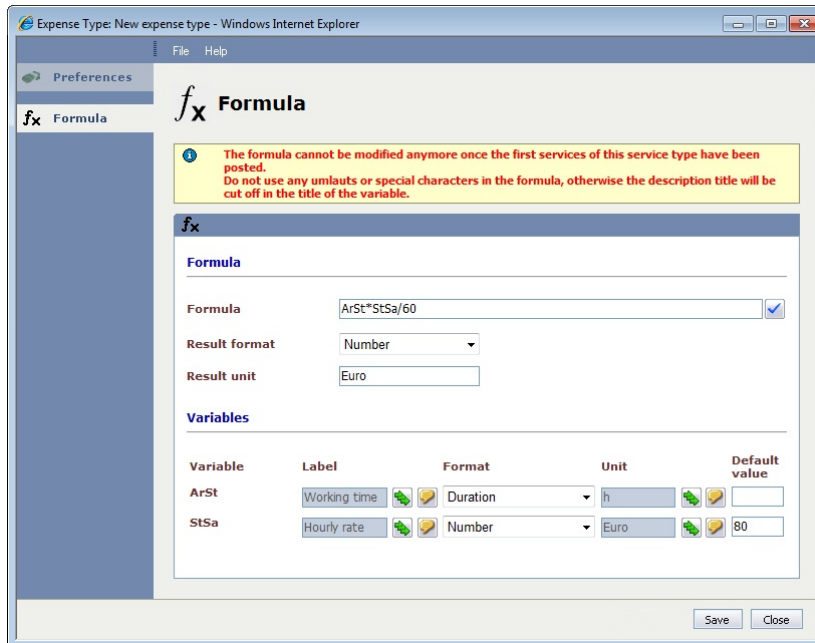 Expense Type: New expense type - Windows Internet Explorer
File Help
Preferences
Formula
fx Formula
The formula cannot be modified anymore once the first services of this service type have been
posted.
Do not use any umlauts or special characters in the formula, otherwise the description title will be
cut off in the title of the variable.
fx
Formula
Formula ArSt*StSa/60
Result format Number
Result unit Euro
Variables
Variable Label Format Unit Default value
ArSt Working time Duration h
StSa Hourly rate Number Euro 80
Save Close